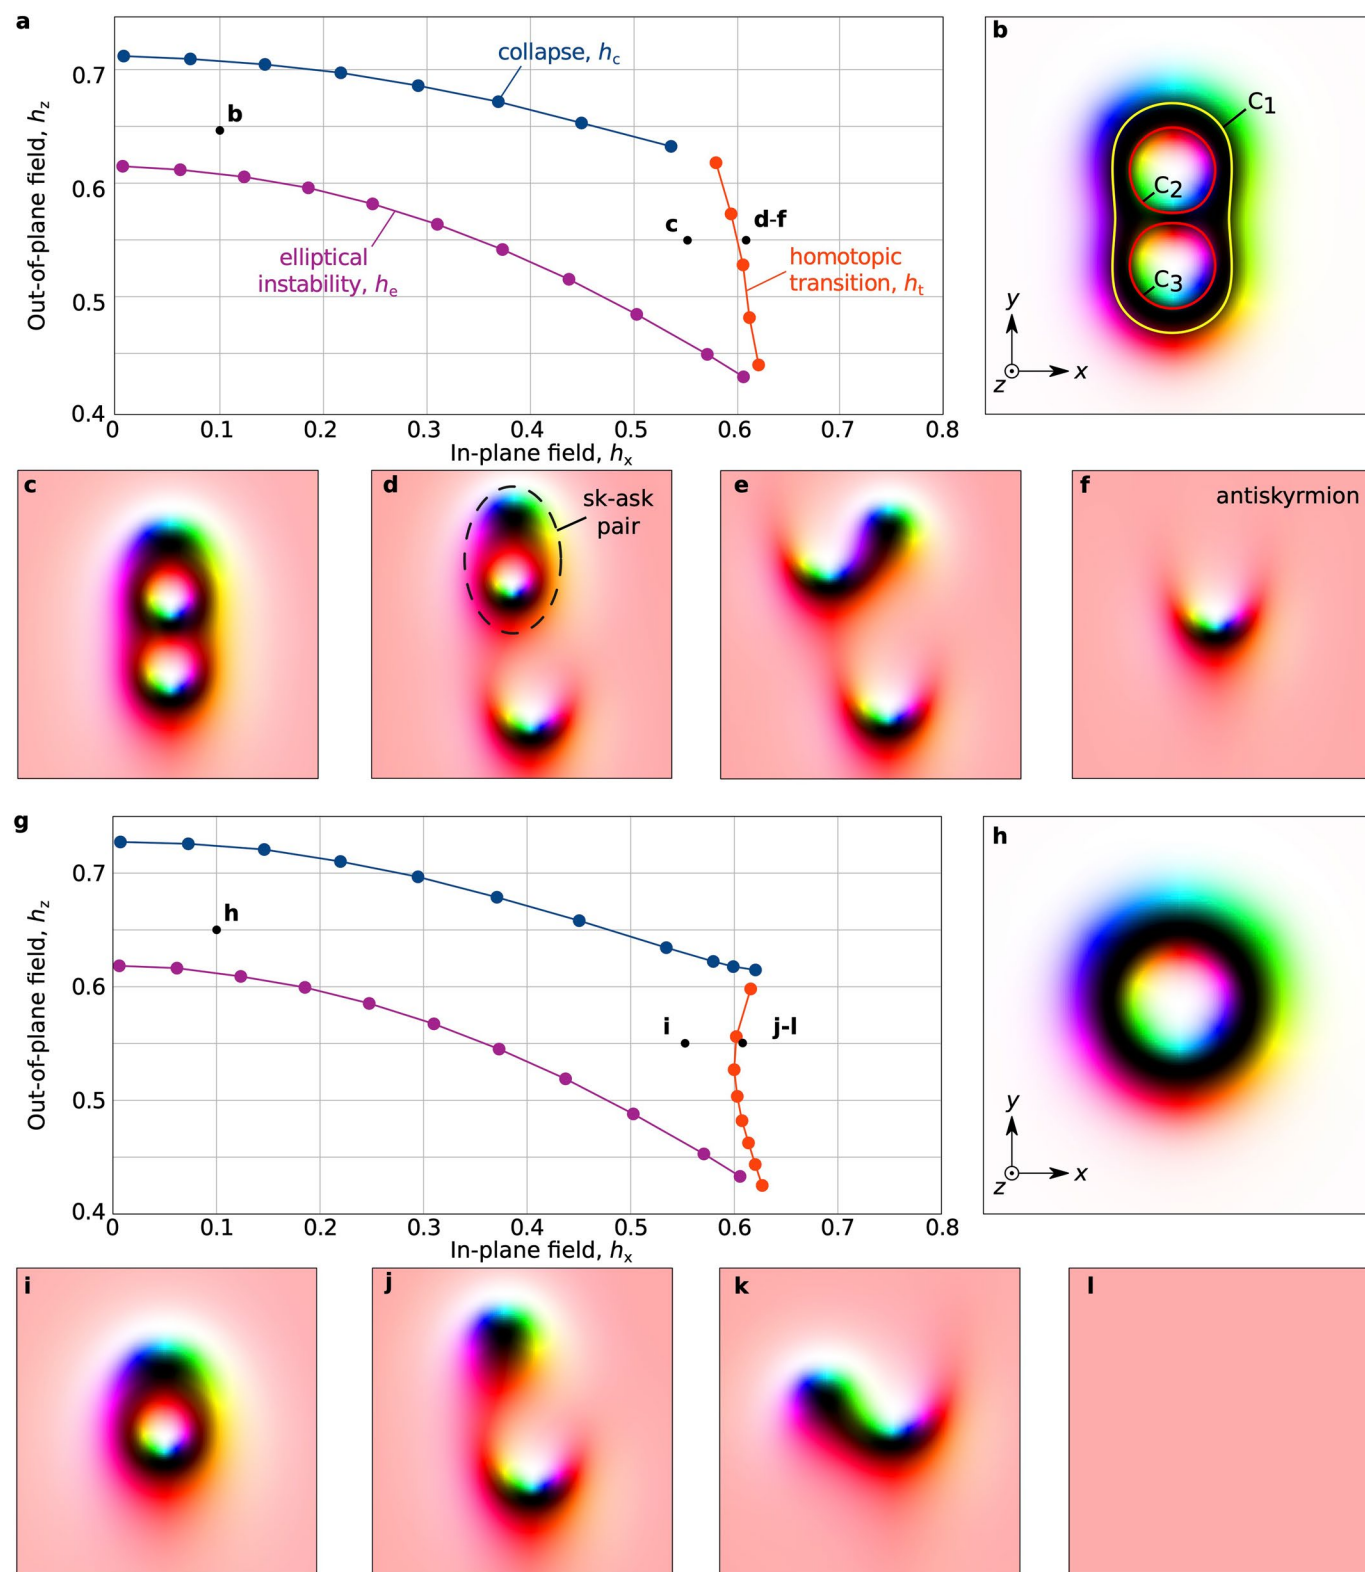 a
Out-of-plane field, hz
0.7
0.6
0.5
0.4
0
0.1
0.2
0.3
0.4
0.5
0.6
0.7
0.8
In-plane field, hx
collapse, hc
b
elliptical
instability, he
c
d-f
homotopic
transition, ht
b
C1
C2
C3
y
z
x
c
d
sk-ask
pair
e
f
antiskyrmion
g
Out-of-plane field, hz
0.7
0.6
0.5
0.4
0
0.1
0.2
0.3
0.4
0.5
0.6
0.7
0.8
In-plane field, hx
h
i
j-l
h
y
z
x
i
j
k
l